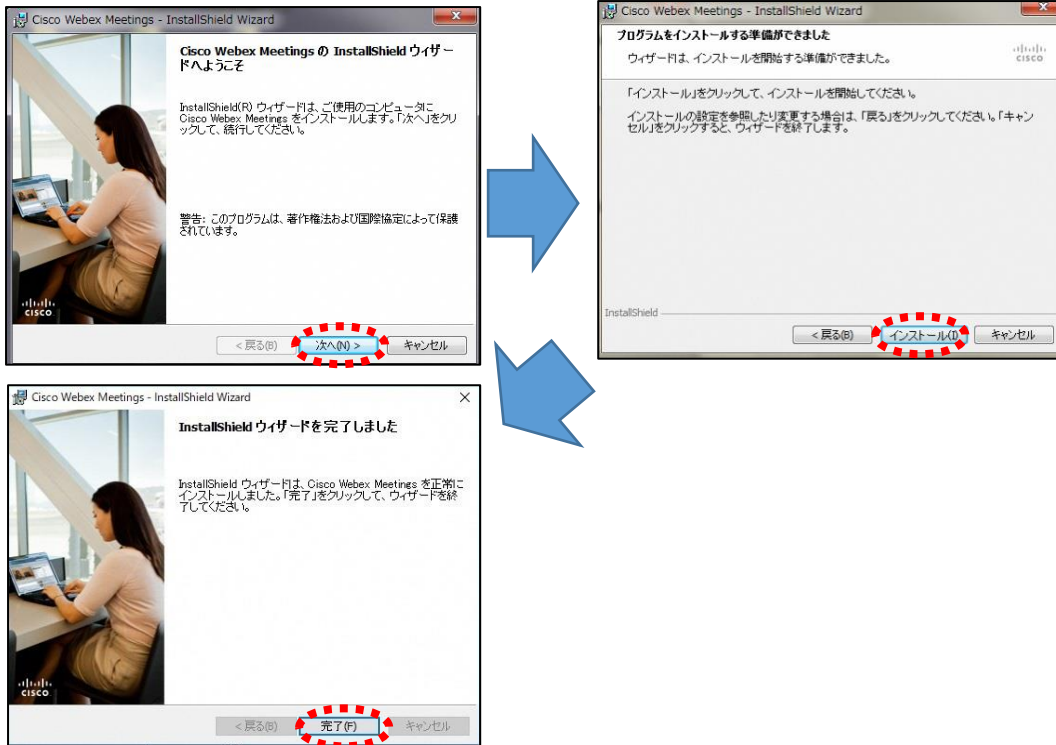 Cisco Webex Meetings - InstallShield Wizard
Cisco Webex Meetings の InstallShield ウィザー
ドへようこそ
InstallShield(R) ウィザードは、ご使用のコンピュータに
Cisco Webex Meetings をインストールします。「次へ」をクリ
ックして、続行してください。
警告: このプログラムは、著作権法および国際協定によって保護
されています。
CISCO
< 戻る(B)
次へ(N) >
キャンセル
Cisco Webex Meetings - InstallShield Wizard
プログラムをインストールする準備ができました
ウィザードは、インストールを開始する準備ができました。
CISCO
「インストール」をクリックして、インストールを開始してください。
インストールの設定を参照したり変更する場合は、「戻る」をクリックしてください。「キャン
セル」をクリックすると、ウィザードを終了します。
InstallShield
< 戻る(B)
インストール(I)
キャンセル
Cisco Webex Meetings - InstallShield Wizard
InstallShield ウィザードを完了しました
InstallShield ウィザードは、Cisco Webex Meetings を正常に
インストールしました。「完了」をクリックして、ウィザードを終
了してください。
CISCO
< 戻る(B)
完了(F)
キャンセル